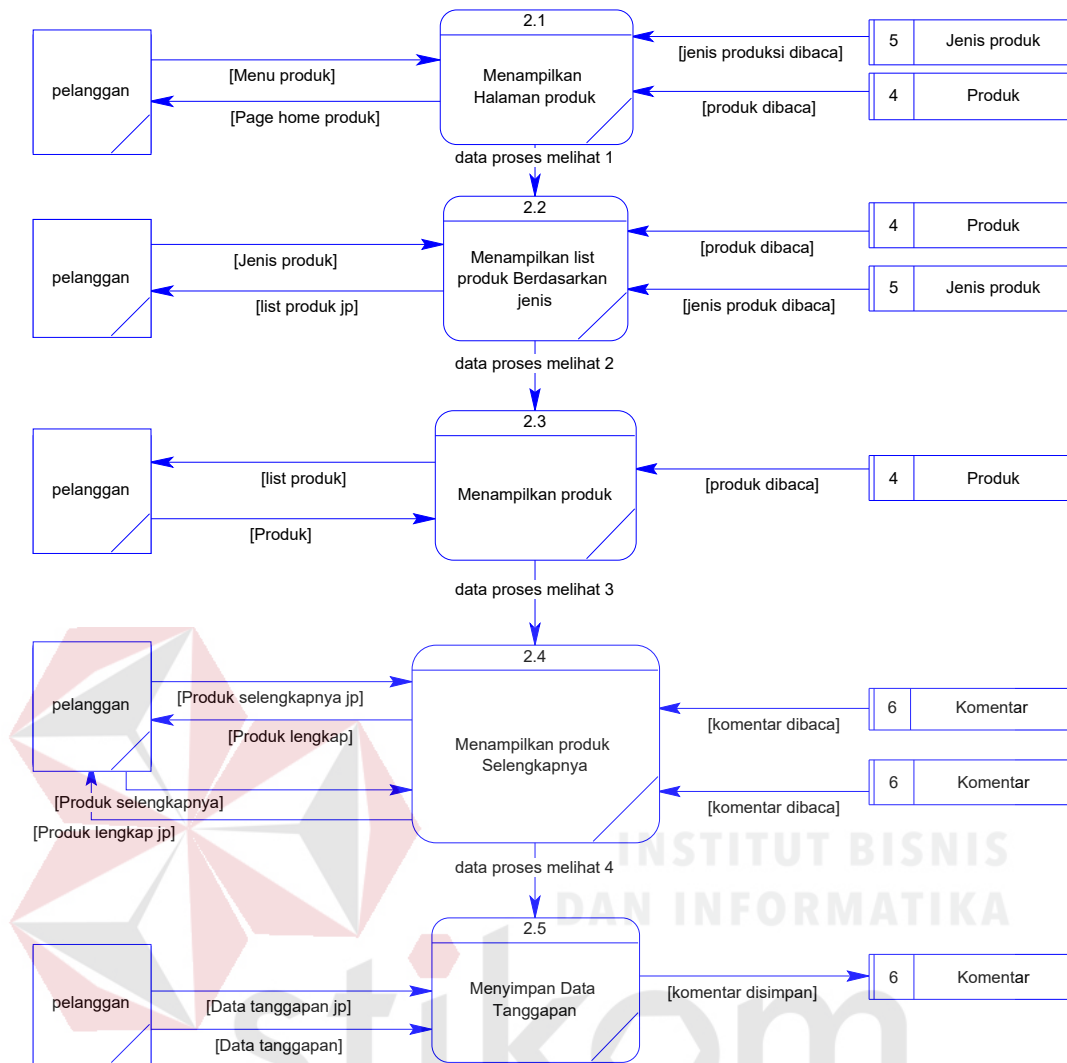 2.1
pelanggan
[Menu produk]
[Page home produk]
Menampilkan
Halaman produk
[jenis produksi dibaca]
5 Jenis produk
[produk dibaca]
4 Produk
data proses melihat 1
2.2
pelanggan
[Jenis produk]
[list produk jp]
Menampilkan list
produk Berdasarkan
jenis
[produk dibaca]
4 Produk
[jenis produk dibaca]
5 Jenis produk
data proses melihat 2
2.3
pelanggan
[list produk]
[Produk]
Menampilkan produk
[produk dibaca]
4 Produk
data proses melihat 3
2.4
pelanggan
[Produk selengkapnya jp]
[Produk lengkap]
[Produk selengkapnya]
[Produk lengkap jp]
Menampilkan produk
Selengkapnya
[komentar dibaca]
6 Komentar
[komentar dibaca]
6 Komentar
INSTITUT BISNIS
DAN INFORMATIKA
data proses melihat 4
2.5
pelanggan
[Data tanggapan jp]
[Data tanggapan]
Menyimpan Data
Tanggapan
[komentar disimpan]
6 Komentar
stikom